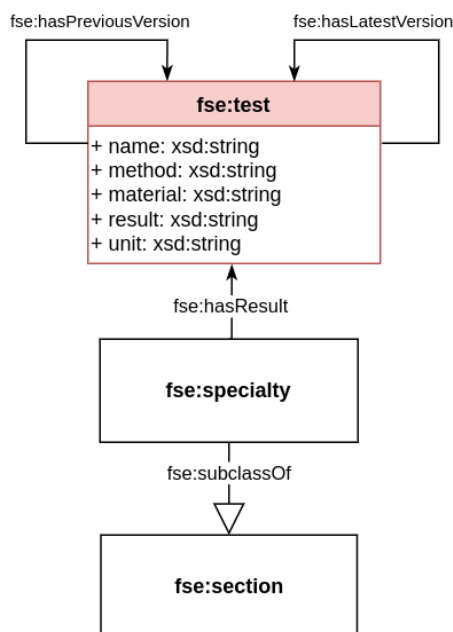 fse:hasPreviousVersion
fse:hasLatestVersion
fse:test
+ name: xsd:string
+ method: xsd:string
+ material: xsd:string
+ result: xsd:string
+ unit: xsd:string
fse:hasResult
fse:specialty
fse:subclassOf
fse:section